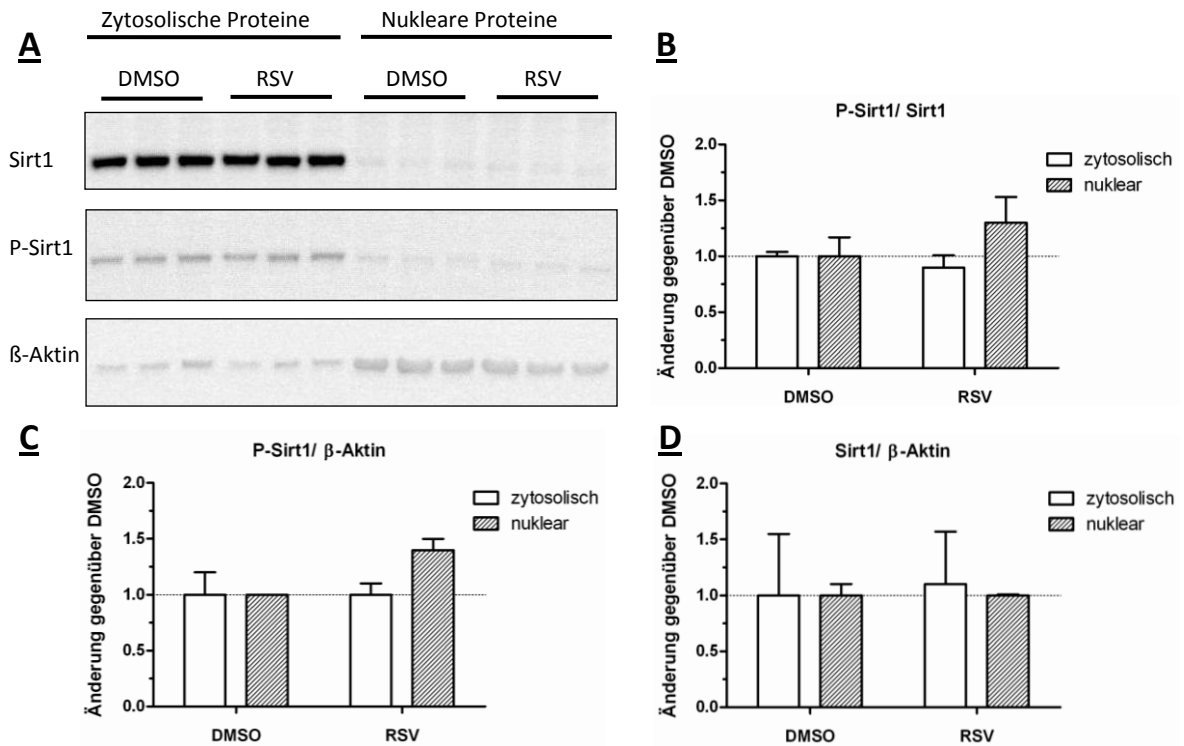 Zytosolische Proteine Nukleare Proteine
A
DMSO RSV DMSO RSV
Sirt1
P-Sirt1
ß-Aktin
B
P-Sirt1/ Sirt1
Änderung gegenüber DMSO
2.0
1.5
1.0
0.5
0.0
zytosolisch
nuklear
DMSO RSV
C
P-Sirt1/ β-Aktin
Änderung gegenüber DMSO
2.0
1.5
1.0
0.5
0.0
zytosolisch
nuklear
DMSO RSV
D
Sirt1/ β-Aktin
Änderung gegenüber DMSO
2.0
1.5
1.0
0.5
0.0
zytosolisch
nuklear
DMSO RSV